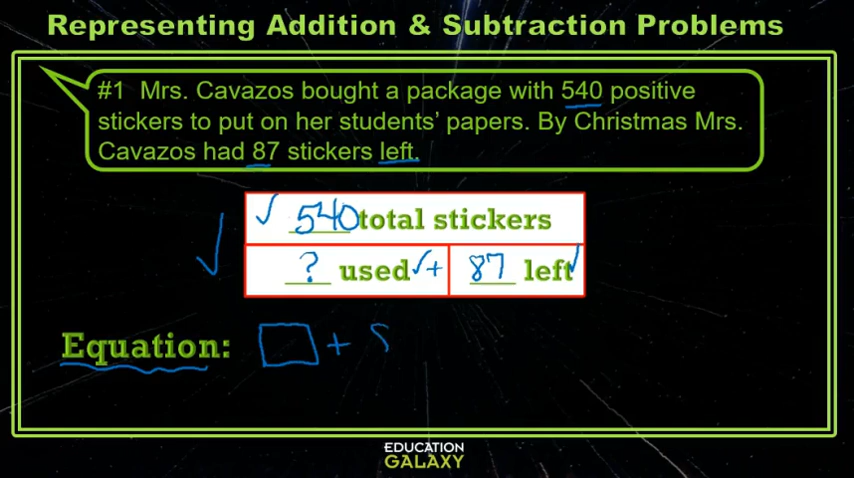 Representing Addition & Subtraction Problems
#1 Mrs. Cavazos bought a package with 540 positive
stickers to put on her students' papers. By Christmas Mrs.
Cavazos had 87 stickers left.
540 total stickers
? used + 87 left
Equation: □ +
EDUCATION
GALAXY